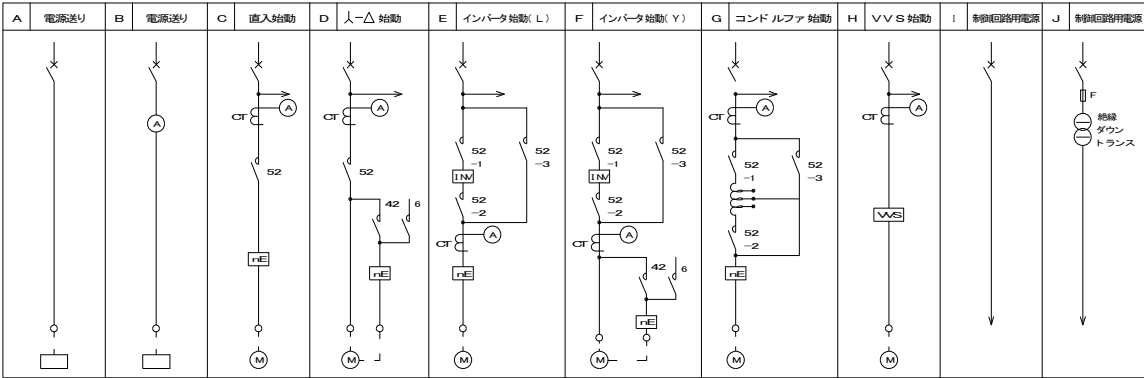 A 電源送り
B 電源送り
C 直入始動
D 人-△ 始動
E インバータ始動(L)
F インバータ始動(Y)
G コンドルファ始動
H VVS始動
I 制御回路用電源
J 制御回路用電源
A
CT
A
CT
A
CT
A
CT
A
F
絶縁
ダウン
トランス
52
52
52
-1
52
-3
INV
52
-2
52
-1
52
-3
INV
52
-2
52
-1
52
-3
52
-2
VVS
42
6
CT
A
CT
A
nE
nE
nE
42
6
nE
nE
M
M
M
M
M
M